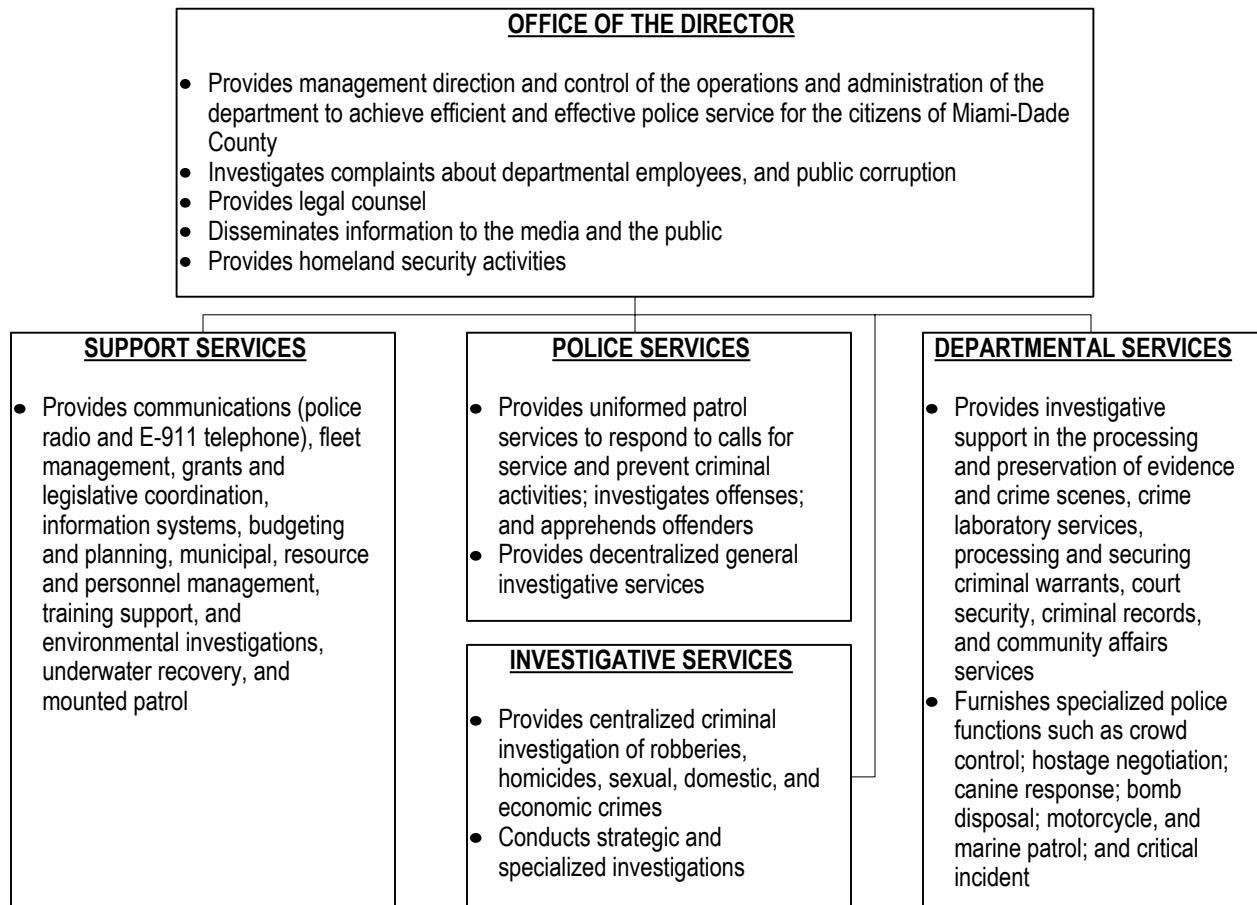 OFFICE OF THE DIRECTOR
• Provides management direction and control of the operations and administration of the
department to achieve efficient and effective police service for the citizens of Miami-Dade
County
• Investigates complaints about departmental employees, and public corruption
• Provides legal counsel
• Disseminates information to the media and the public
• Provides homeland security activities
SUPPORT SERVICES
• Provides communications (police
radio and E-911 telephone), fleet
management, grants and
legislative coordination,
information systems, budgeting
and planning, municipal, resource
and personnel management,
training support, and
environmental investigations,
underwater recovery, and
mounted patrol
POLICE SERVICES
• Provides uniformed patrol
services to respond to calls for
service and prevent criminal
activities; investigates offenses;
and apprehends offenders
• Provides decentralized general
investigative services
INVESTIGATIVE SERVICES
• Provides centralized criminal
investigation of robberies,
homicides, sexual, domestic, and
economic crimes
• Conducts strategic and
specialized investigations
DEPARTMENTAL SERVICES
• Provides investigative
support in the processing
and preservation of evidence
and crime scenes, crime
laboratory services,
processing and securing
criminal warrants, court
security, criminal records,
and community affairs
services
• Furnishes specialized police
functions such as crowd
control; hostage negotiation;
canine response; bomb
disposal; motorcycle, and
marine patrol; and critical
incident